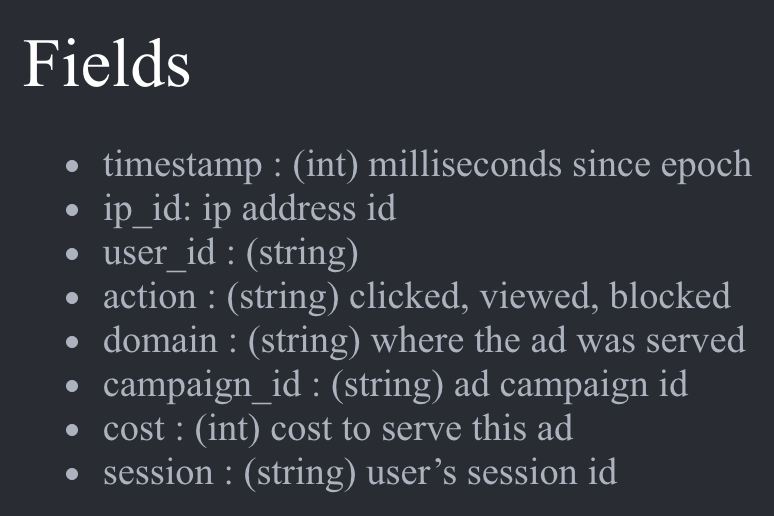 Fields
• timestamp : (int) milliseconds since epoch
• ip_id: ip address id
• user_id : (string)
• action : (string) clicked, viewed, blocked
• domain : (string) where the ad was served
• campaign_id : (string) ad campaign id
• cost : (int) cost to serve this ad
• session : (string) user’s session id